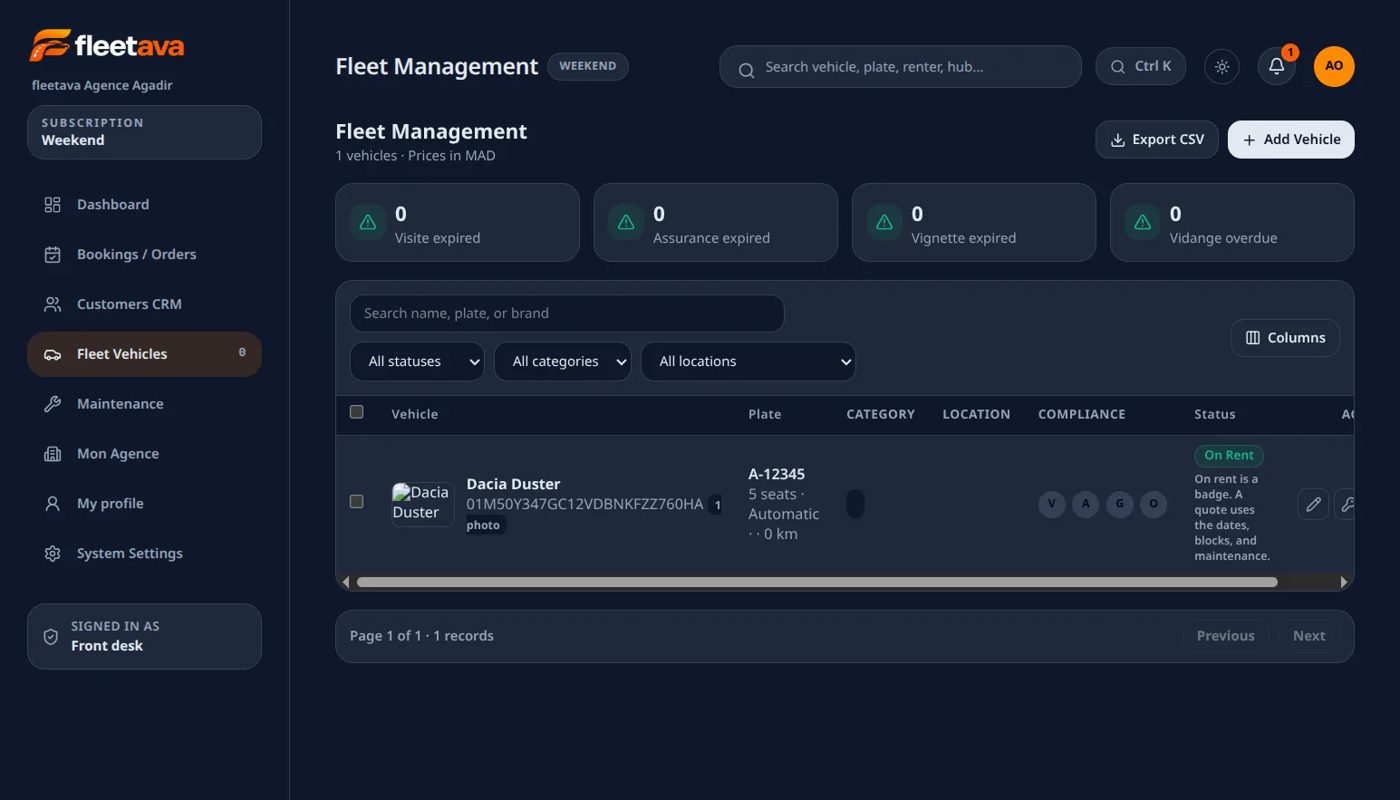 fleetava
fleetava Agence Agadir
SUBSCRIPTION
Weekend
Dashboard
Bookings / Orders
Customers CRM
Fleet Vehicles 0
Maintenance
Mon Agence
My profile
System Settings
SIGNED IN AS
Front desk
Fleet Management WEEKEND
Search vehicle, plate, renter, hub...
Ctrl K
1
AO
Fleet Management
1 vehicles · Prices in MAD
Export CSV
+ Add Vehicle
0
Visite expired
0
Assurance expired
0
Vignette expired
0
Vidange overdue
Search name, plate, or brand
All statuses
All categories
All locations
Columns
Vehicle Plate CATEGORY LOCATION COMPLIANCE Status AC
Dacia
Duster
Dacia Duster
01M50Y347GC12VDBNKFZZ760HA 1
photo
A-12345
5 seats ·
Automatic
· · 0 km
V A G O
On Rent
On rent is a
badge. A
quote uses
the dates,
blocks, and
maintenance.
Page 1 of 1 · 1 records
Previous Next